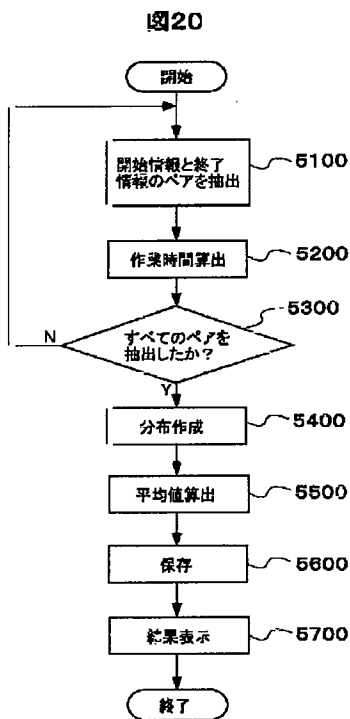 図20
開始
開始情報と終了
情報のペアを抽出
5100
作業時間算出
5200
5300
すべてのペアを
抽出したか？
N
Y
分布作成
5400
平均値算出
5500
保存
5600
結果表示
5700
終了